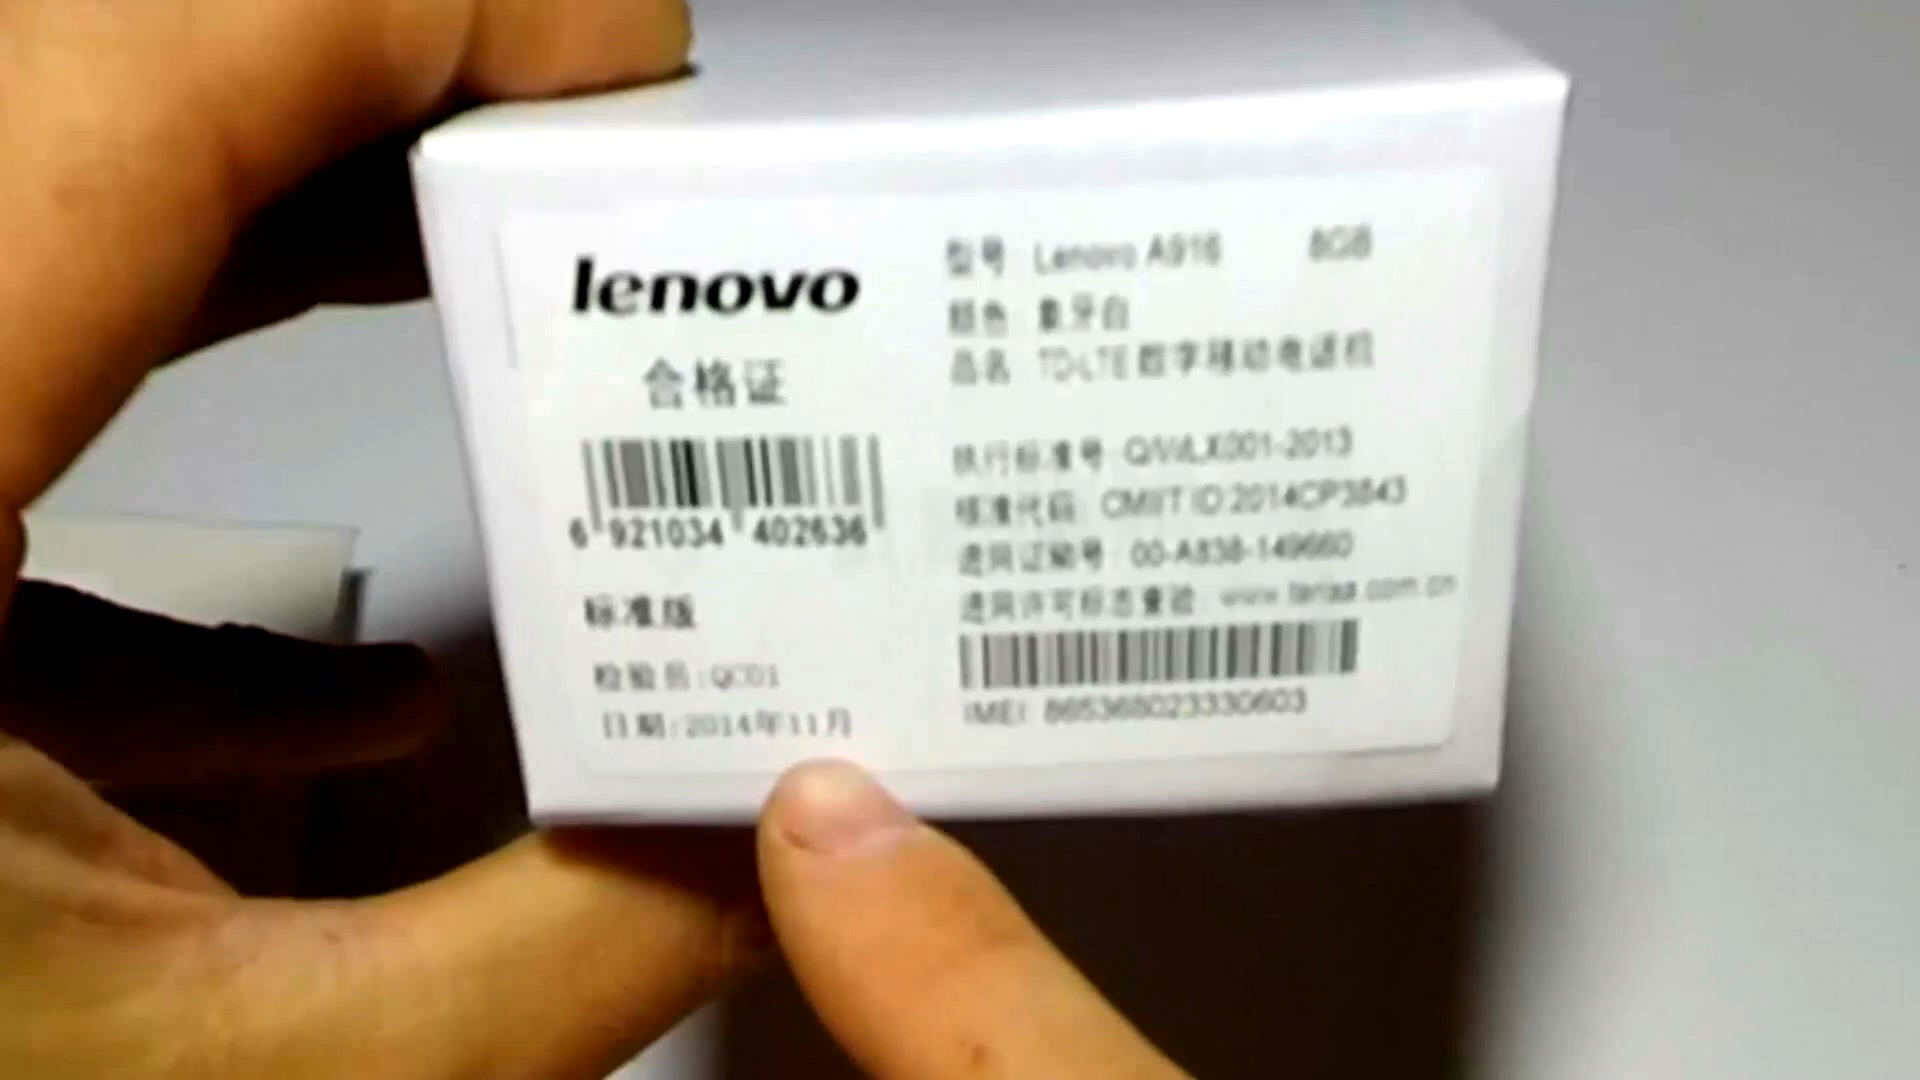 lenovo
合格证
6 921034 402636
标准版
检验员:QC01
日期:2014年11月
型号 Lenovo A916 8GB
颜色 象牙白
品名 TD-LTE 数字移动电话机
执行标准号 Q/WLX001-2013
核准代码: CMIIT ID:2014CP3843
进网证编号 00-A838-149660
进网许可标志查验: www.tenaa.com.cn
IMEI 865368023330603